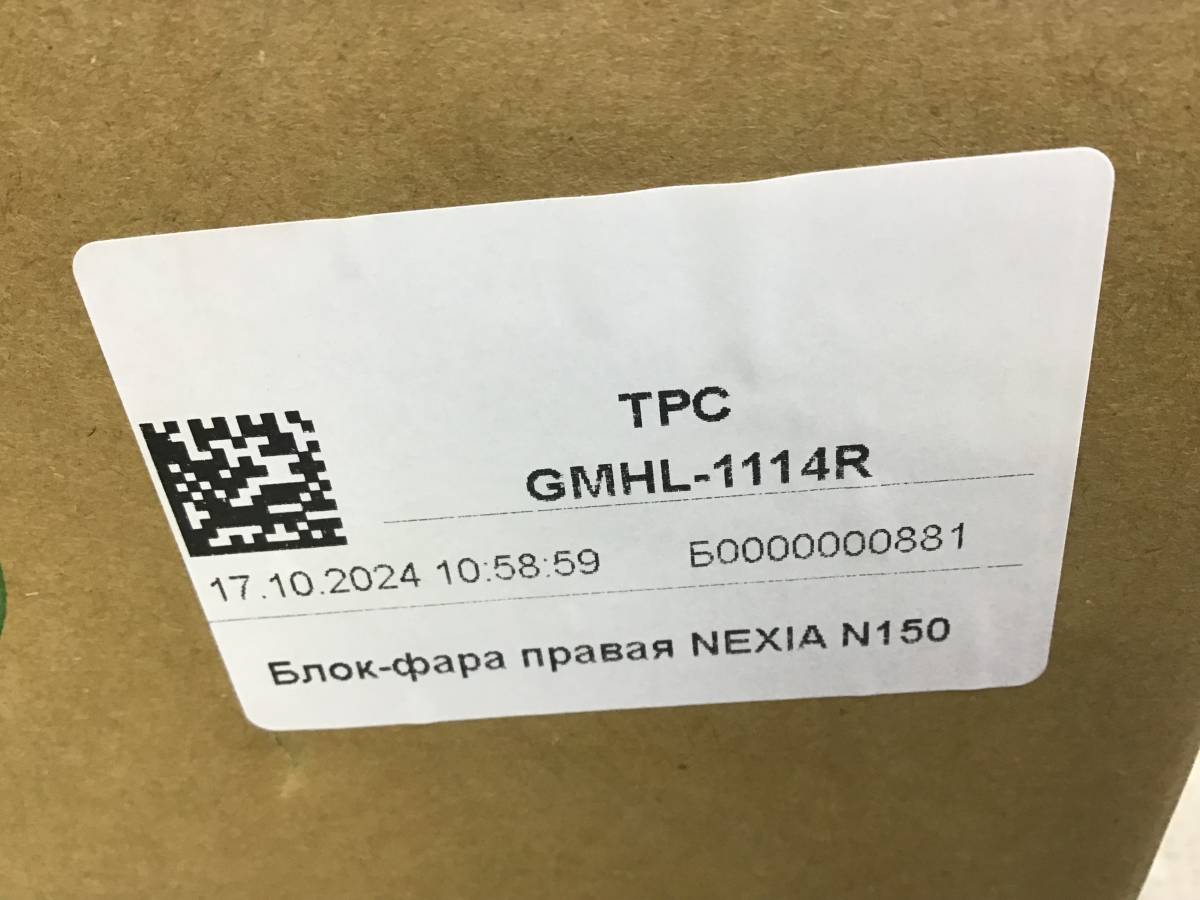 TPC
GMHL-1114R
17.10.2024 10:58:59 Б0000000881
Блок-фара правая NEXIA N150